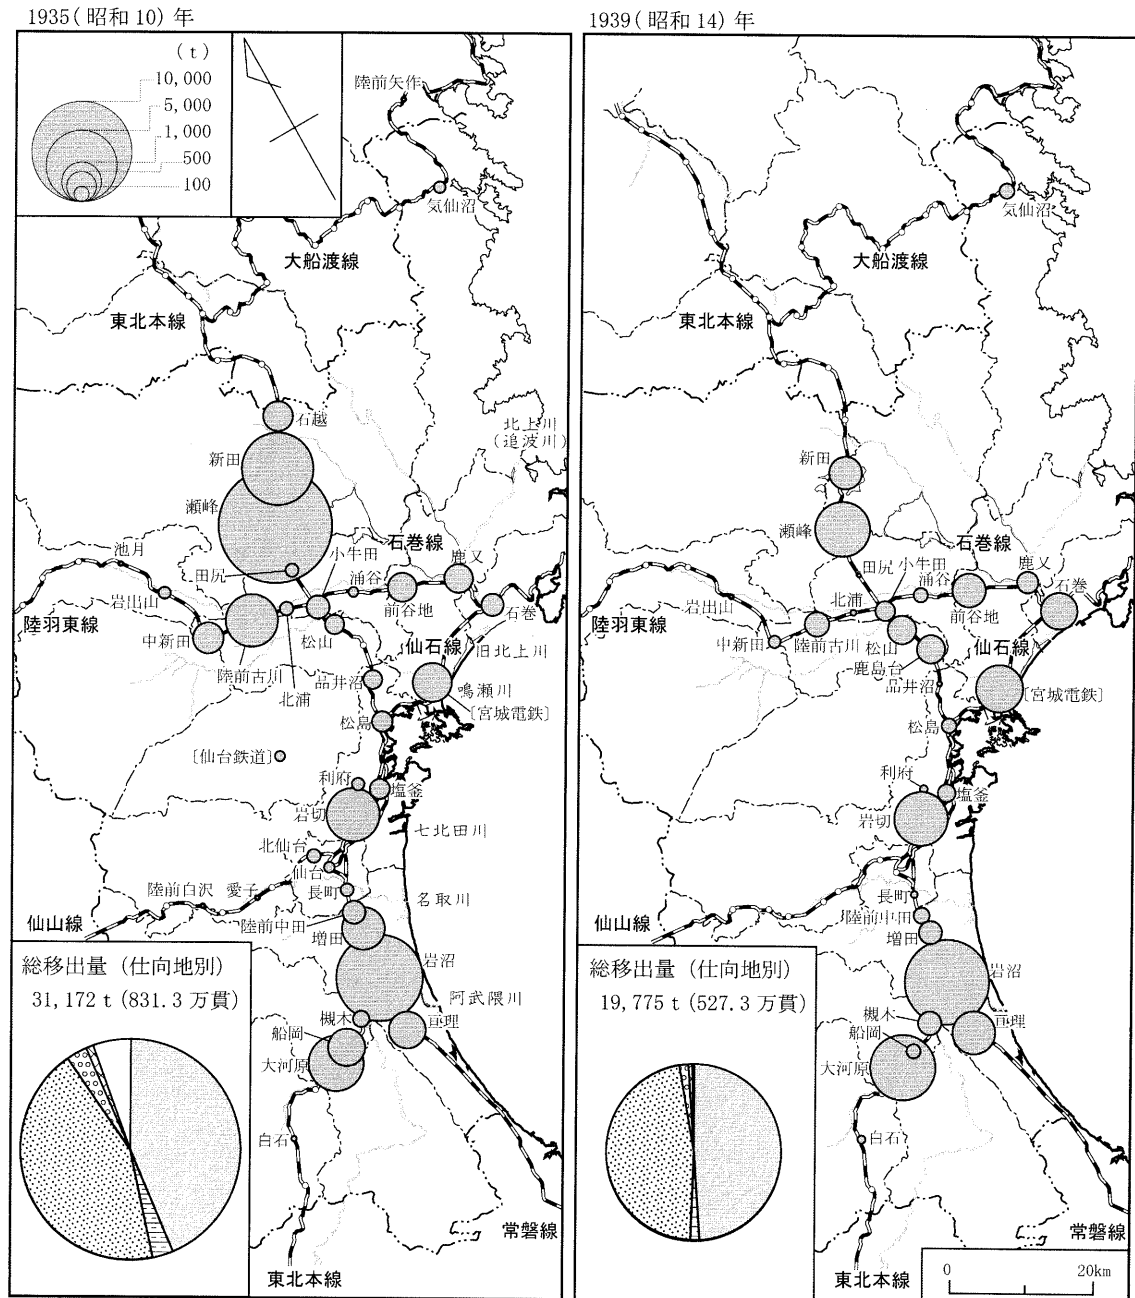 1935(昭和10)年
(t)
10,000
5,000
1,000
500
100
陸前矢作
気仙沼
大船渡線
東北本線
石越
北上川
(追波川)
新田
瀬峰
小牛田
石巻線
池月
田尻
涌谷
鹿又
岩出山
前谷地
石巻
陸羽東線
中新田
松山
仙石線
旧北上川
陸前古川
品井沼
鳴瀬川
北浦
[宮城電鉄]
松島
[仙台鉄道]
利府
塩釜
岩切
七北田川
北仙台
仙台
陸前白沢
愛子
長町
名取川
仙山線
陸前中田
増田
総移出量(仕向地別)
31,172t(831.3万貫)
岩沼
阿武隈川
槻木
亘理
船岡
大河原
白石
常磐線
東北本線
1939(昭和14)年
気仙沼
大船渡線
東北本線
新田
瀬峰
石巻線
田尻
小牛田
涌谷
鹿又
岩出山
北浦
前谷地
石巻
陸羽東線
中新田
陸前古川
松山
仙石線
鹿島台
品井沼
[宮城電鉄]
松島
利府
塩釜
岩切
長町
陸前中田
仙山線
増田
総移出量(仕向地別)
19,775t(527.3万貫)
岩沼
槻木
亘理
船岡
大河原
白石
常磐線
東北本線
0
20km